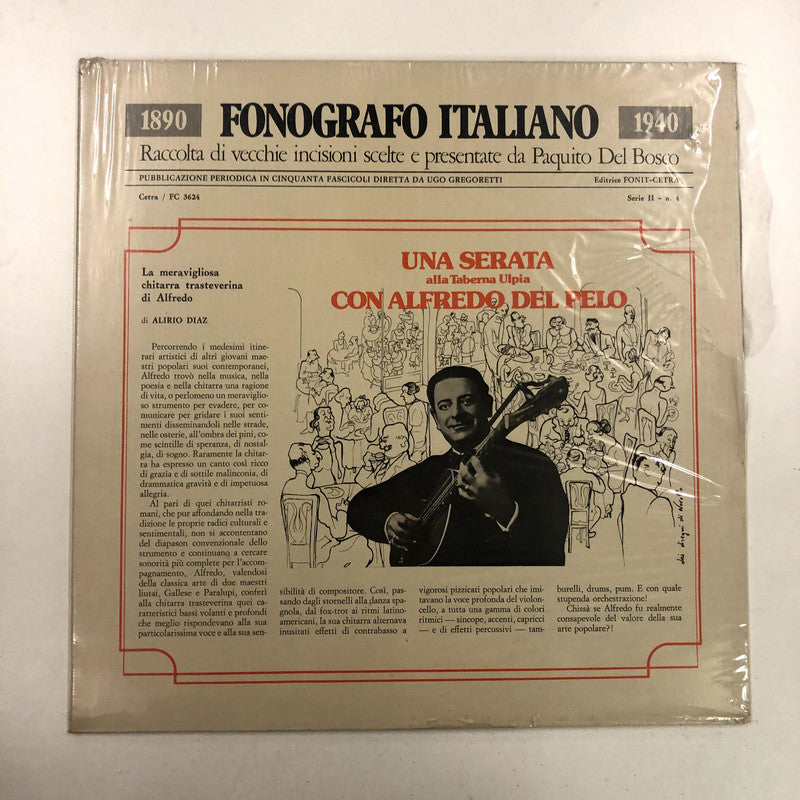 1890 FONOGRAFO ITALIANO 1940
Raccolta di vecchie incisioni scelte e presentate da Paquito Del Bosco
PUBBLICAZIONE PERIODICA IN CINQUANTA FASCICOLI DIRETTA DA UGO GREGORETTI Editrice FONIT-CETRA
Cetra / FC 3624 Serie II - n. 4
UNA SERATA
alla Taberna Ulpia
CON ALFREDO DEL PELO
La meravigliosa
chitarra trasteverina
di Alfredo
di ALIRIO DIAZ
Percorrendo i medesimi itine-
rari artistici di altri giovani mae-
stri popolari suoi contemporanei,
Alfredo trovò nella musica, nella
poesia e nella chitarra una ragione
di vita, o perlomeno un meraviglio-
so strumento per evadere, per co-
municare per gridare i suoi senti-
menti disseminandoli nelle strade,
nelle osterie, all'ombra dei pini, co-
me scintille di speranza, di nostal-
gia, di sogno. Raramente la chitar-
ra ha espresso un canto così ricco
di grazia e di sottile malinconia, di
drammatica gravità e di impetuosa
allegria.
Al pari di quei chitarristi ro-
mani, che pur affondando nella tra-
dizione le proprie radici culturali e
sentimentali, non si accontentano
del diapason convenzionale dello
strumento e continuano a cercare
sonorità più complete per l'accom-
pagnamento, Alfredo, valendosi
della classica arte di due maestri
liutai, Gallese e Paralupi, conferì
alla chitarra trasteverina quei ca-
ratteristici bassi volanti e profondi
che meglio rispondevano alla sua
particolarissima voce e alla sua sen-
sibilità di compositore. Così, pas-
sando dagli stornelli alla danza spa-
gnola, dal fox-trot ai ritmi latino-
americani, la sua chitarra alternava
inusitati effetti di contrabasso a
vigorosi pizzicati popolari che imi-
tavano la voce profonda del violon-
cello, a tutta una gamma di colori
ritmici — sincope, accenti, capricci
— e di effetti percussivi — tam-
burelli, drums, pum. E con quale
stupenda orchestrazione!
Chissà se Alfredo fu realmente
consapevole del valore della sua
arte popolare?!
dai disegni di